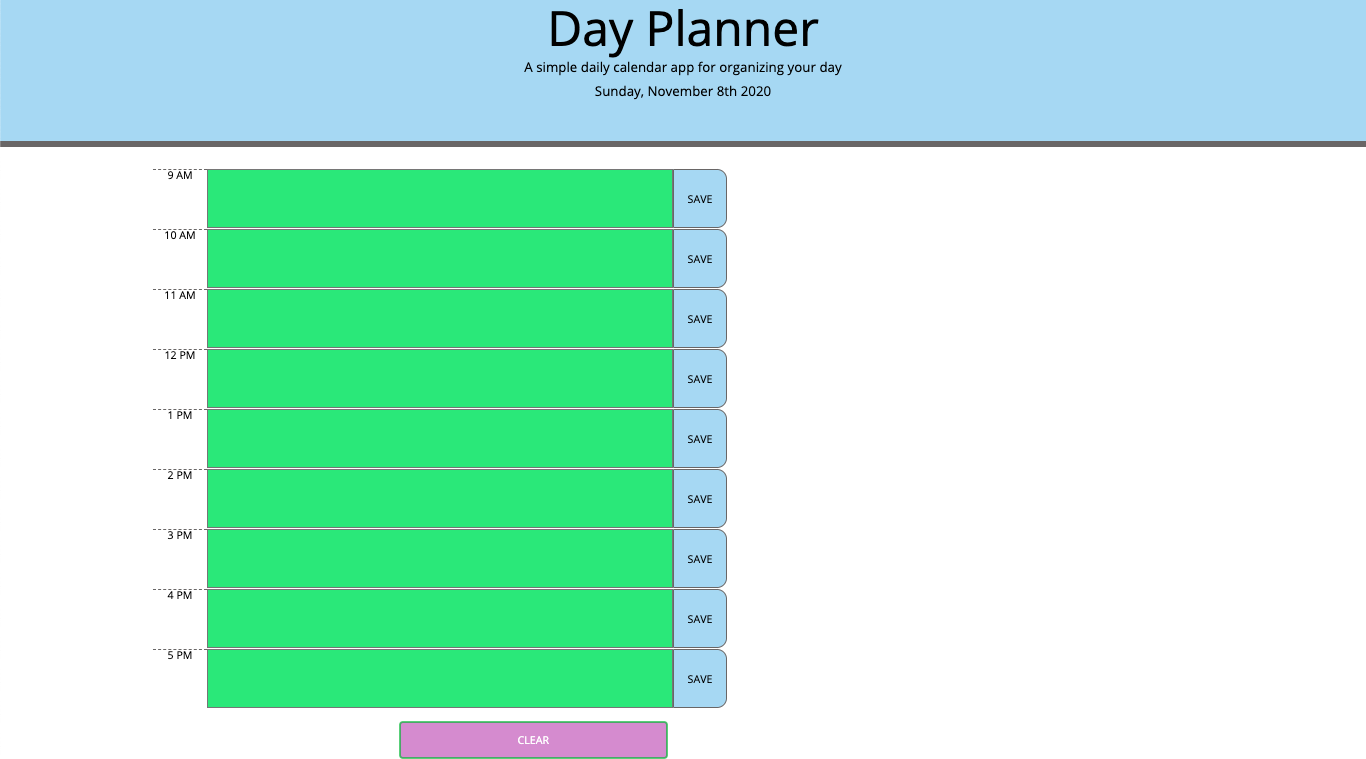 Day Planner
A simple daily calendar app for organizing your day
Sunday, November 8th 2020
9 AM
SAVE
10 AM
SAVE
11 AM
SAVE
12 PM
SAVE
1 PM
SAVE
2 PM
SAVE
3 PM
SAVE
4 PM
SAVE
5 PM
SAVE
CLEAR